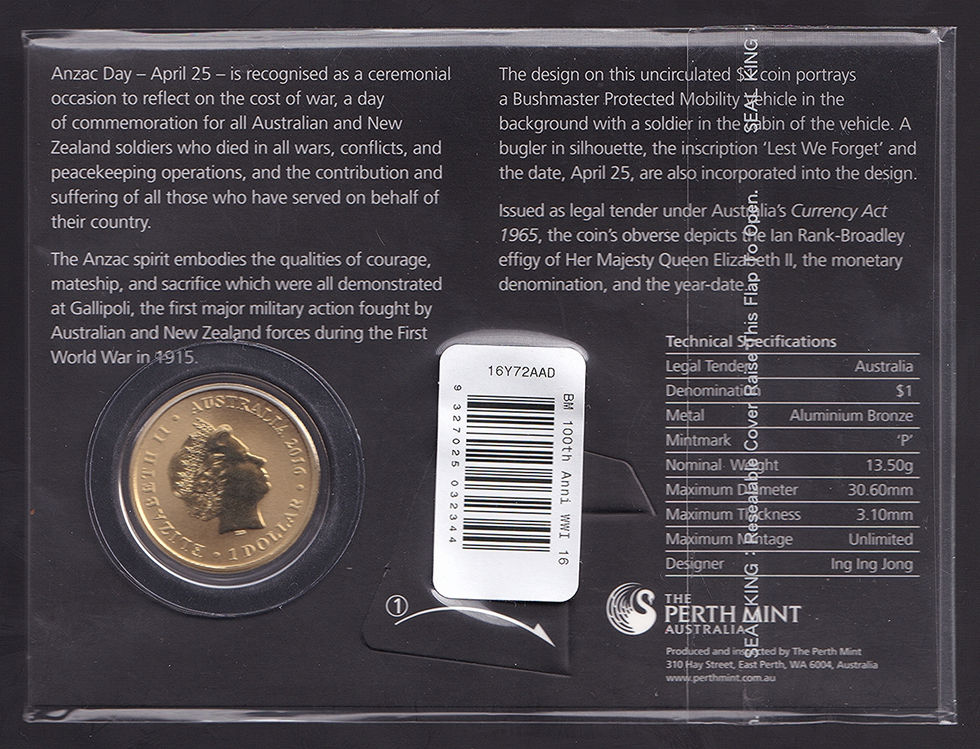 Anzac Day – April 25 – is recognised as a ceremonial
occasion to reflect on the cost of war, a day
of commemoration for all Australian and New
Zealand soldiers who died in all wars, conflicts, and
peacekeeping operations, and the contribution and
suffering of all those who have served on behalf of
their country.
The Anzac spirit embodies the qualities of courage,
mateship, and sacrifice which were all demonstrated
at Gallipoli, the first major military action fought by
Australian and New Zealand forces during the First
World War in 1915.
The design on this uncirculated $1 coin portrays
a Bushmaster Protected Mobility Vehicle in the
background with a soldier in the cabin of the vehicle. A
bugler in silhouette, the inscription ‘Lest We Forget’ and
the date, April 25, are also incorporated into the design.
Issued as legal tender under Australia’s Currency Act
1965, the coin’s obverse depicts the Ian Rank-Broadley
effigy of Her Majesty Queen Elizabeth II, the monetary
denomination, and the year-date.
Technical Specifications
Legal Tender Australia
Denomination $1
Metal Aluminium Bronze
Mintmark ‘P’
Nominal Weight 13.50g
Maximum Diameter 30.60mm
Maximum Thickness 3.10mm
Maximum Mintage Unlimited
Designer Ing Ing Jong
THE
PERTH MINT
AUSTRALIA
Produced and inspected by The Perth Mint
310 Hay Street, East Perth, WA 6004, Australia
www.perthmint.com.au
ELIZABETH II • AUSTRALIA 2016 • 1 DOLLAR •
16Y72AAD
BM 100th Anni WWI 16
9 327025 032344
1
SEAL KING : Resealable Cover Raise This Flap To Open. SEAL KING :